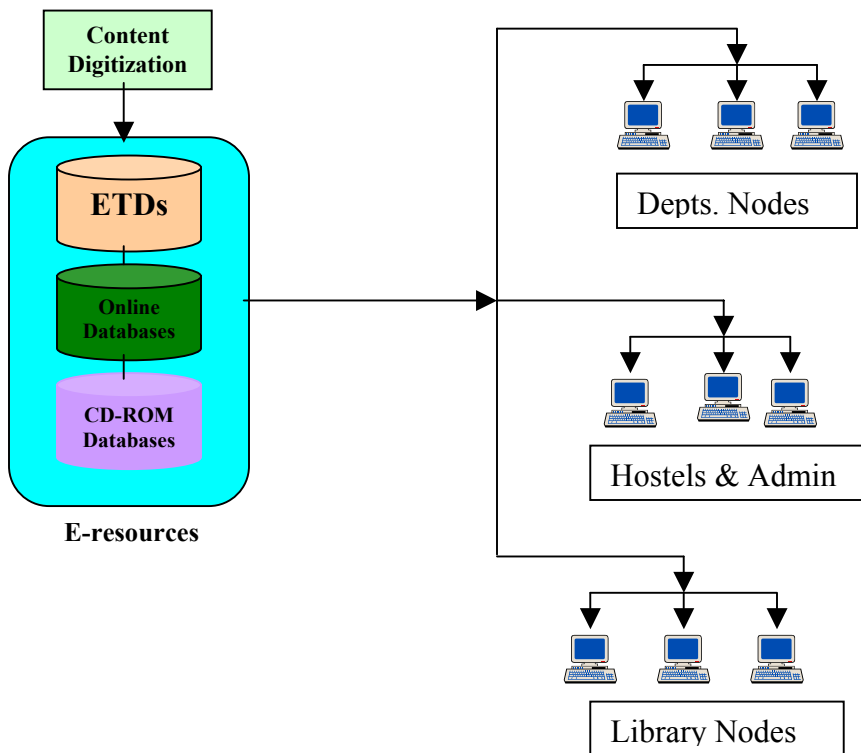 Content
Digitization
ETDs
Online
Databases
CD-ROM
Databases
E-resources
Depts. Nodes
Hostels & Admin
Library Nodes